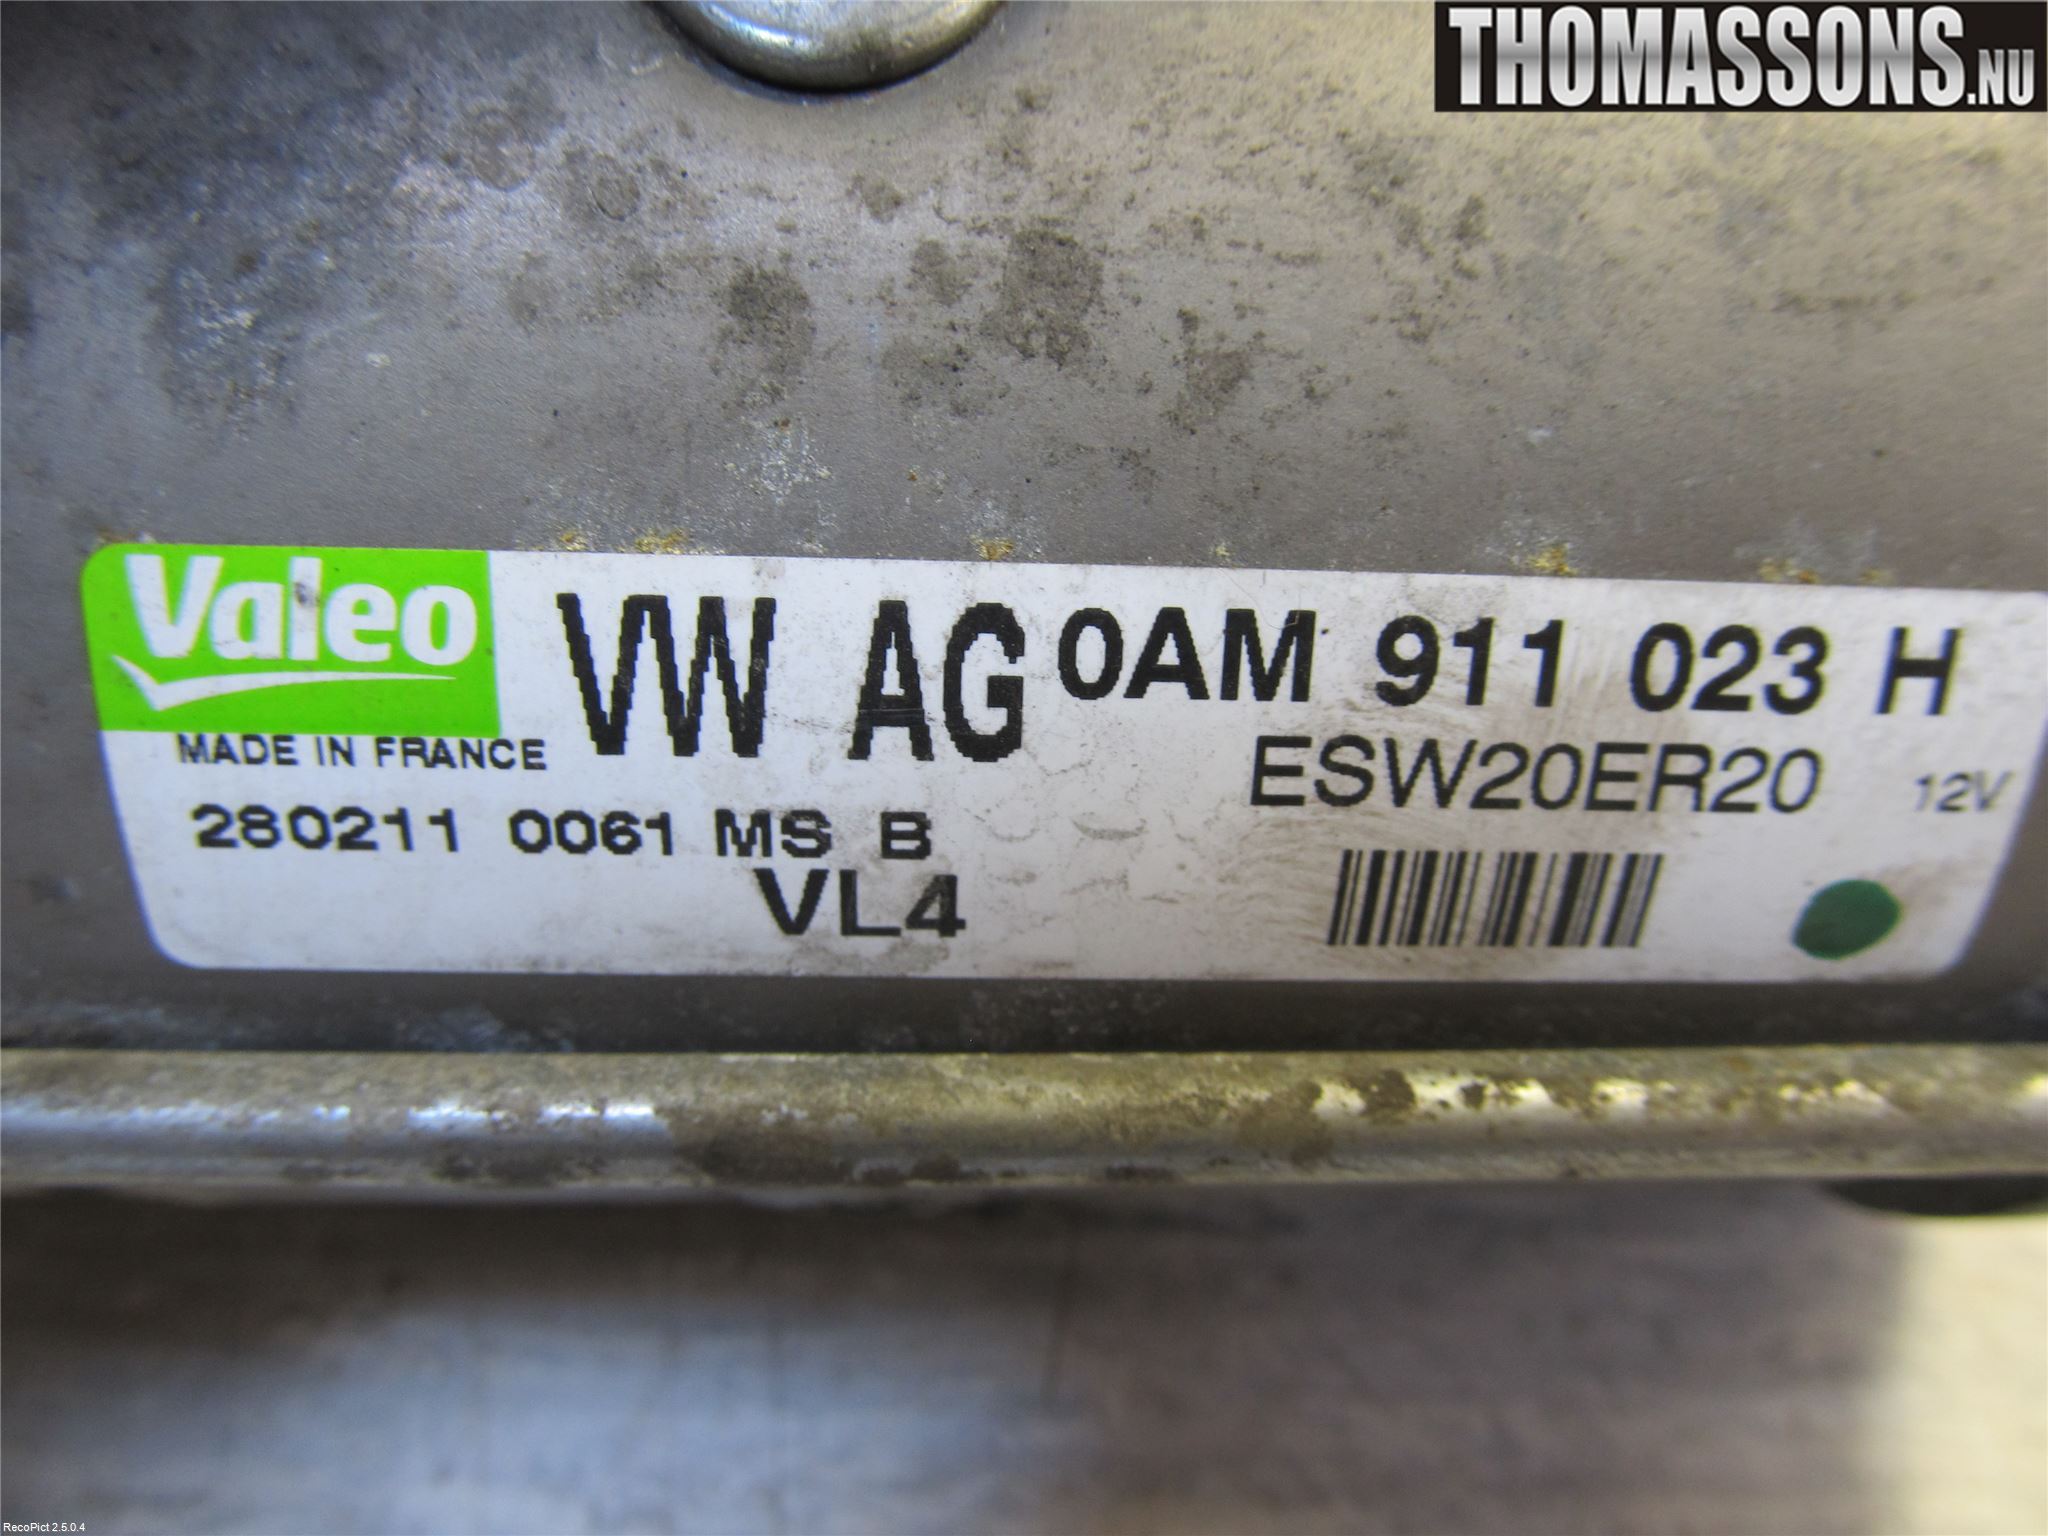 THOMASSONS.NU
Valeo VW AG 0AM 911 023 H
MADE IN FRANCE ESW20ER20 12V
280211 0061 MS B
VL4
RecoPict 2.5.0.4